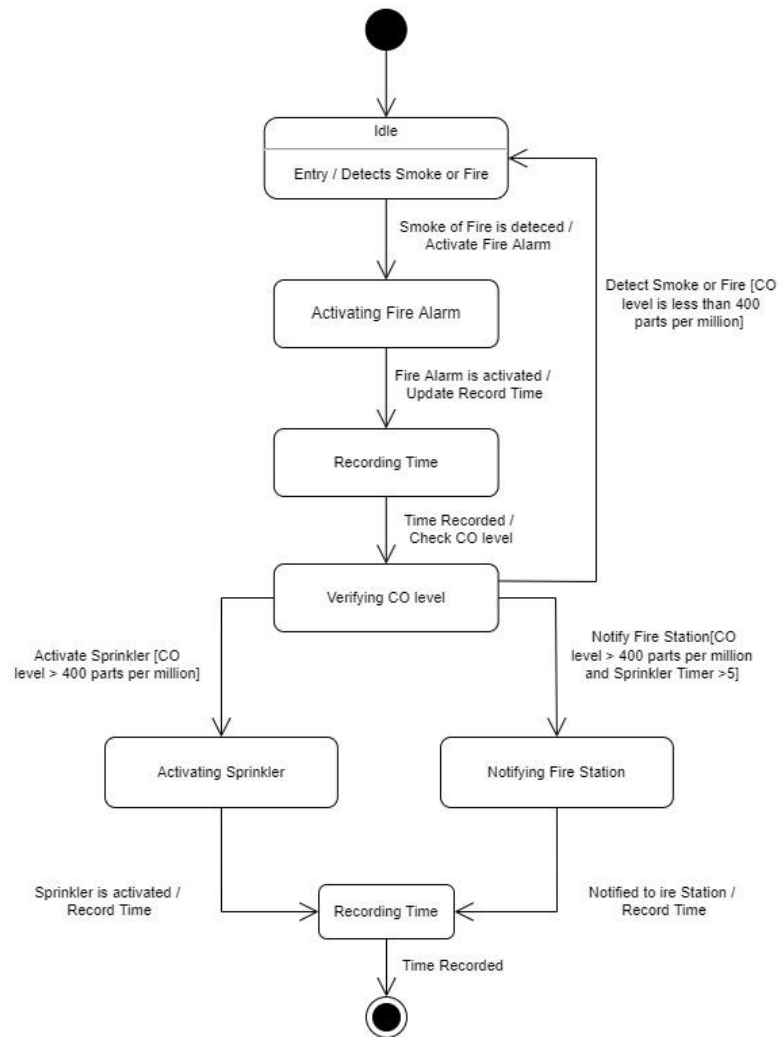 Idle
Entry / Detects Smoke or Fire
Smoke of Fire is deteced /
Activate Fire Alarm
Detect Smoke or Fire [CO
level is less than 400
parts per million]
Activating Fire Alarm
Fire Alarm is activated /
Update Record Time
Recording Time
Time Recorded /
Check CO level
Verifying CO level
Activate Sprinkler [CO
level > 400 parts per million]
Notify Fire Station[CO
level > 400 parts per million
and Sprinkler Timer >5]
Activating Sprinkler
Notifying Fire Station
Sprinkler is activated /
Record Time
Recording Time
Notified to ire Station /
Record Time
Time Recorded